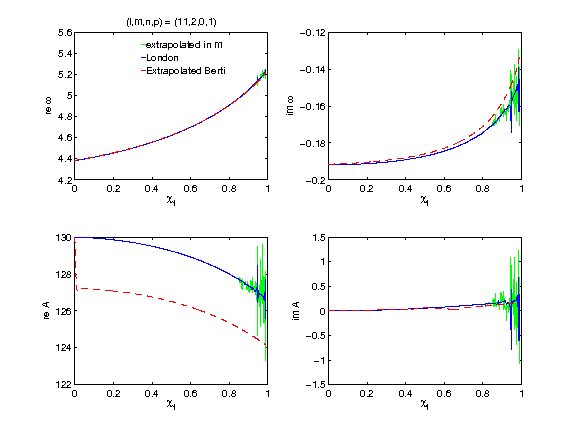 (l,m,n,p) = (11,2,0,1)
5.6
5.4
5.2
5
4.8
4.6
4.4
4.2
re ω
0 0.2 0.4 0.6 0.8 1
χf
extrapolated in M
London
Extrapolated Berti
−0.12
−0.14
−0.16
−0.18
−0.2
im ω
0 0.2 0.4 0.6 0.8 1
χf
130
128
126
124
122
re A
0 0.2 0.4 0.6 0.8 1
χf
1.5
1
0.5
0
−0.5
−1
−1.5
im A
0 0.2 0.4 0.6 0.8 1
χf